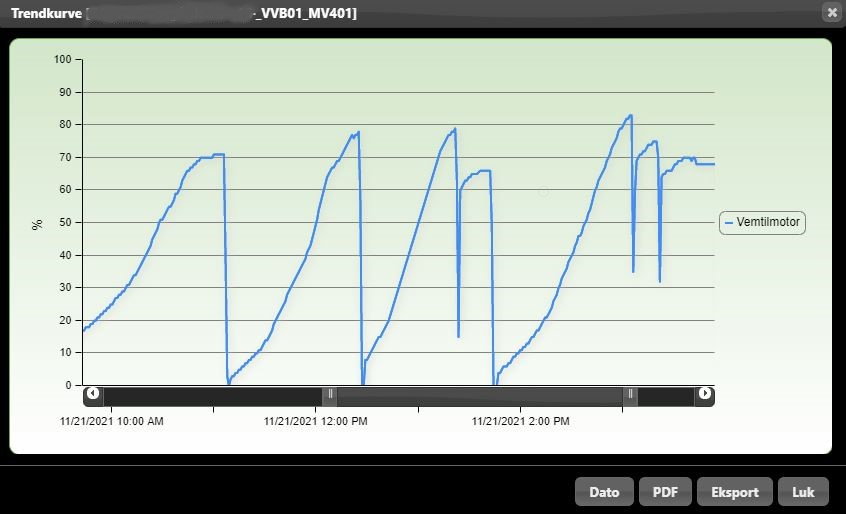 Trendkurve [ -_VVB01_MV401]
100
90
80
70
60
50
40
30
20
10
0
%
Vemtilmotor
11/21/2021 10:00 AM
11/21/2021 12:00 PM
11/21/2021 2:00 PM
Dato
PDF
Eksport
Luk